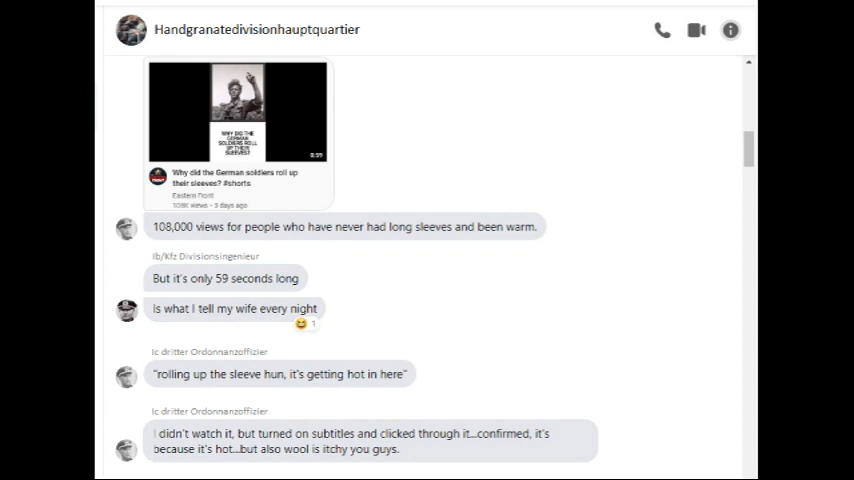 Handgranatedivisionhauptquartier
WHY DID THE
GERMAN
SOLDIERS ROLL
UP THEIR
SLEEVES?
0:59
Why did the German soldiers roll up
their sleeves? #shorts
Eastern Front
108K views - 3 days ago
108,000 views for people who have never had long sleeves and been warm.
Ib/Kfz Divisionsingenieur
But it's only 59 seconds long
Is what I tell my wife every night
1
Ic dritter Ordonnanzoffizier
"rolling up the sleeve hun, it's getting hot in here"
Ic dritter Ordonnanzoffizier
I didn't watch it, but turned on subtitles and clicked through it...confirmed, it's
because it's hot...but also wool is itchy you guys.